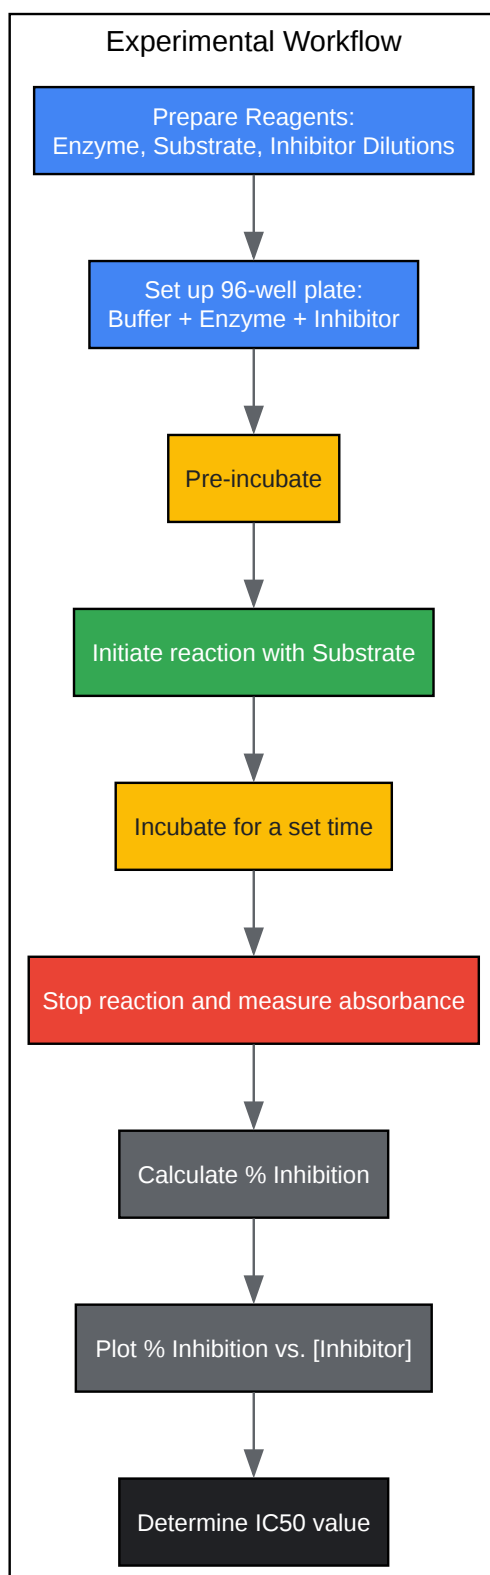 Experimental Workflow
Prepare Reagents:
Enzyme, Substrate, Inhibitor Dilutions
Set up 96-well plate:
Buffer + Enzyme + Inhibitor
Pre-incubate
Initiate reaction with Substrate
Incubate for a set time
Stop reaction and measure absorbance
Calculate % Inhibition
Plot % Inhibition vs. [Inhibitor]
Determine IC50 value